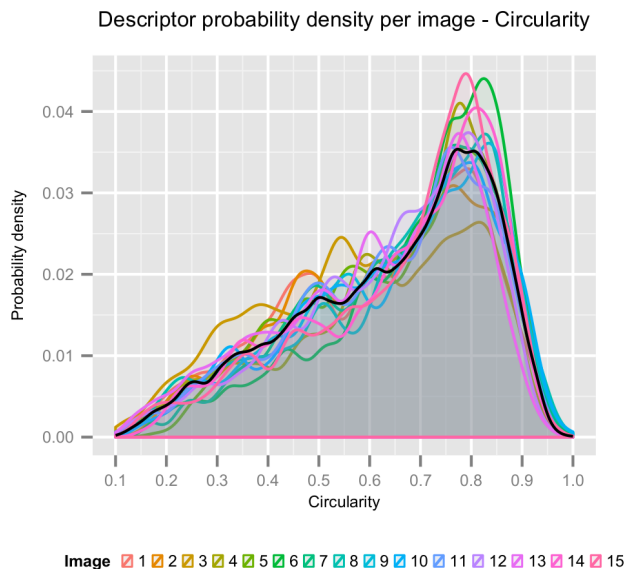 Descriptor probability density per image - Circularity
Probability density
0.04
0.03
0.02
0.01
0.00
0.1 0.2 0.3 0.4 0.5 0.6 0.7 0.8 0.9 1.0
Circularity
Image 1 2 3 4 5 6 7 8 9 10 11 12 13 14 15